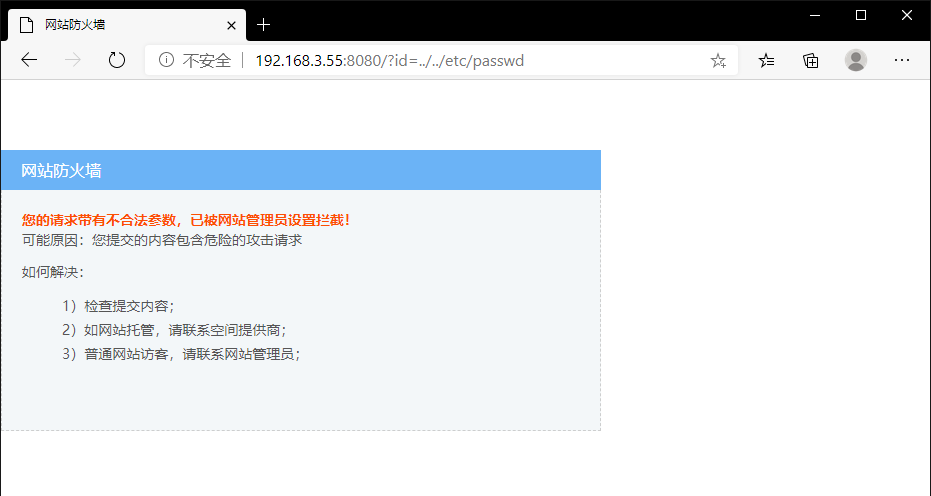 网站防火墙
不安全 192.168.3.55:8080/?id=../../etc/passwd
网站防火墙
您的请求带有不合法参数，已被网站管理员设置拦截！
可能原因：您提交的内容包含危险的攻击请求
如何解决：
1）检查提交内容；
2）如网站托管，请联系空间提供商；
3）普通网站访客，请联系网站管理员；